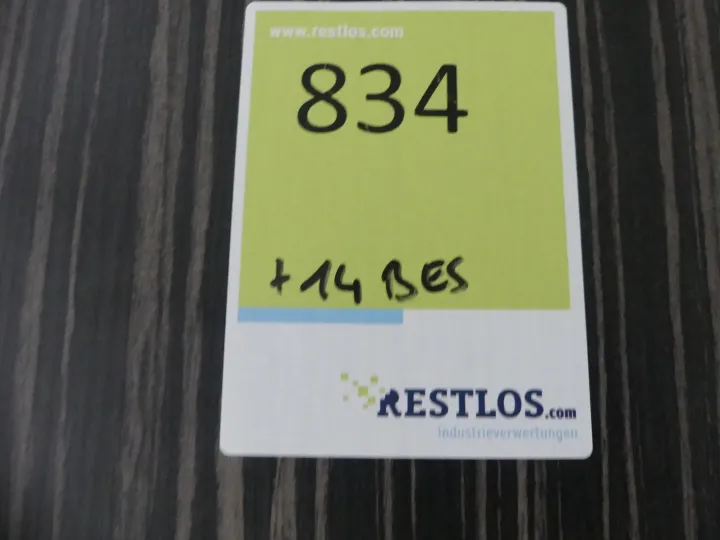 www.restlos.com
834
+ 14 BES
RESTLOS.com
industrieverwertungen